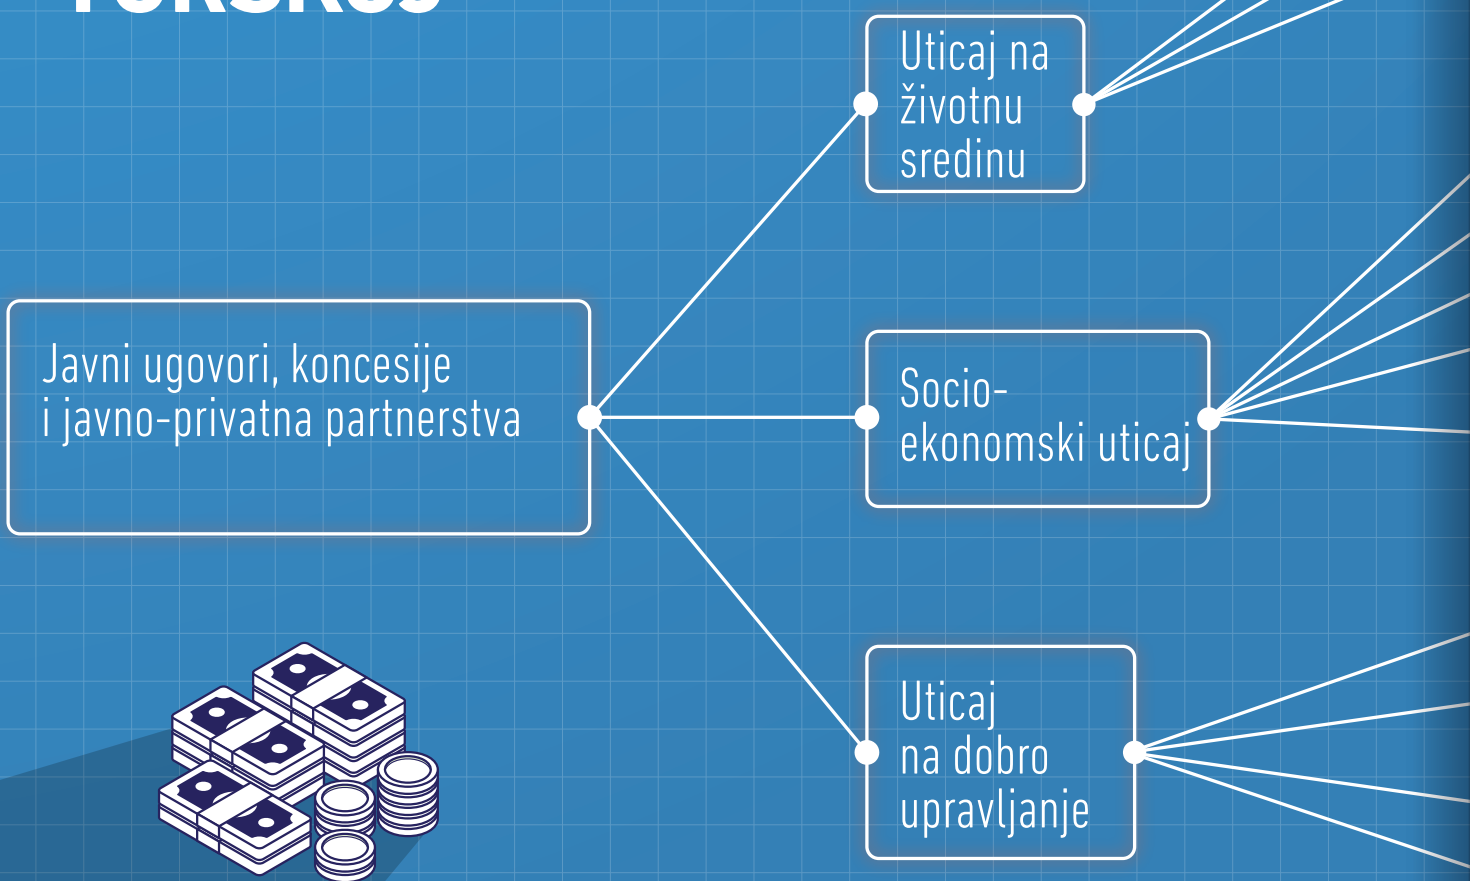 Uticaj na
životnu
sredinu
Javni ugovori, koncesije
i javno-privatna partnerstva
Socio-
ekonomski uticaj
Uticaj
na dobro
upravljanje